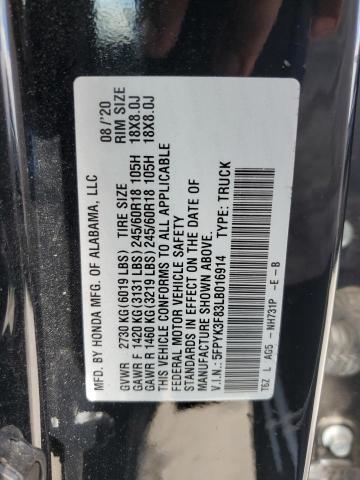 MFD. BY HONDA MFG. OF ALABAMA, LLC 08/'20
GVWR 2730 KG(6019 LBS) TIRE SIZE RIM SIZE
GAWR F 1420 KG(3131 LBS) 245/60R18 105H 18X8.0J
GAWR R 1460 KG(3219 LBS) 245/60R18 105H 18X8.0J
THIS VEHICLE CONFORMS TO ALL APPLICABLE
FEDERAL MOTOR VEHICLE SAFETY
STANDARDS IN EFFECT ON THE DATE OF
MANUFACTURE SHOWN ABOVE.
V.I.N.: 5FPYK3F83LB016914 TYPE: TRUCK
T6Z L AG5 -NH731P -E -B